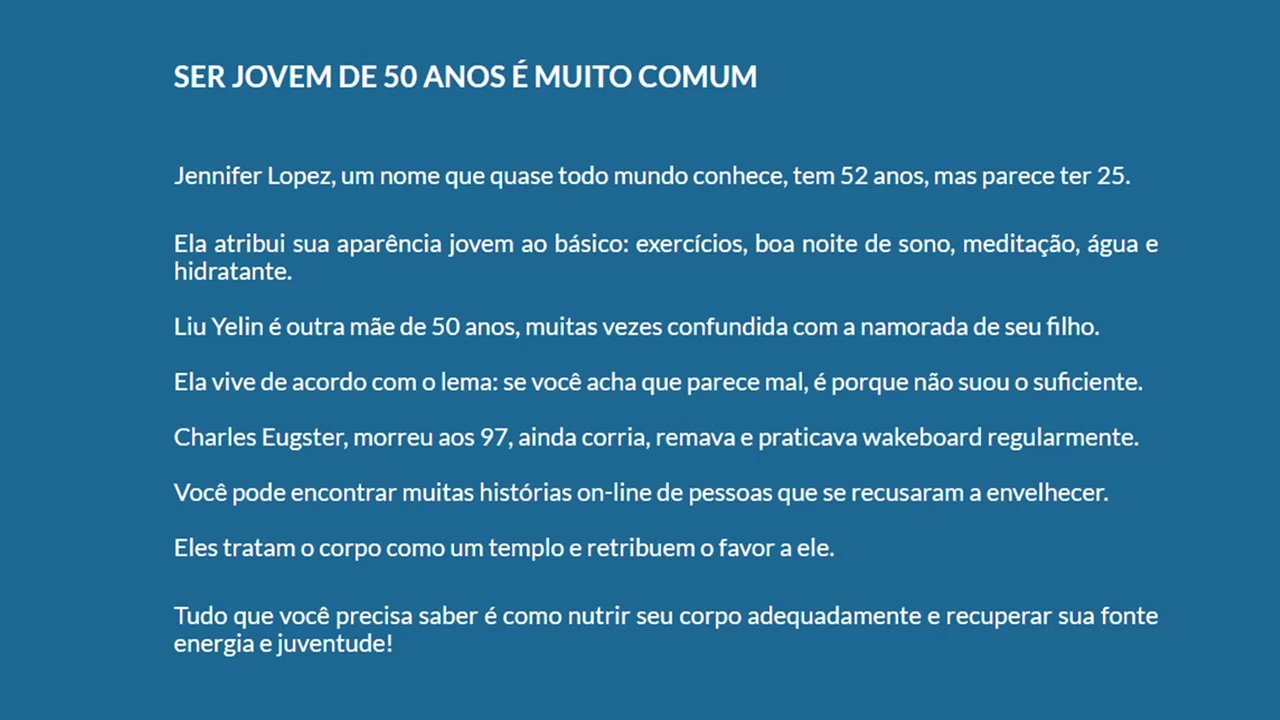 SER JOVEM DE 50 ANOS É MUITO COMUM
Jennifer Lopez, um nome que quase todo mundo conhece, tem 52 anos, mas parece ter 25.
Ela atribui sua aparência jovem ao básico: exercícios, boa noite de sono, meditação, água e
hidratante.
Liu Yelin é outra mãe de 50 anos, muitas vezes confundida com a namorada de seu filho.
Ela vive de acordo com o lema: se você acha que parece mal, é porque não suou o suficiente.
Charles Eugster, morreu aos 97, ainda corria, remava e praticava wakeboard regularmente.
Você pode encontrar muitas histórias on-line de pessoas que se recusaram a envelhecer.
Eles tratam o corpo como um templo e retribuem o favor a ele.
Tudo que você precisa saber é como nutrir seu corpo adequadamente e recuperar sua fonte
energia e juventude!